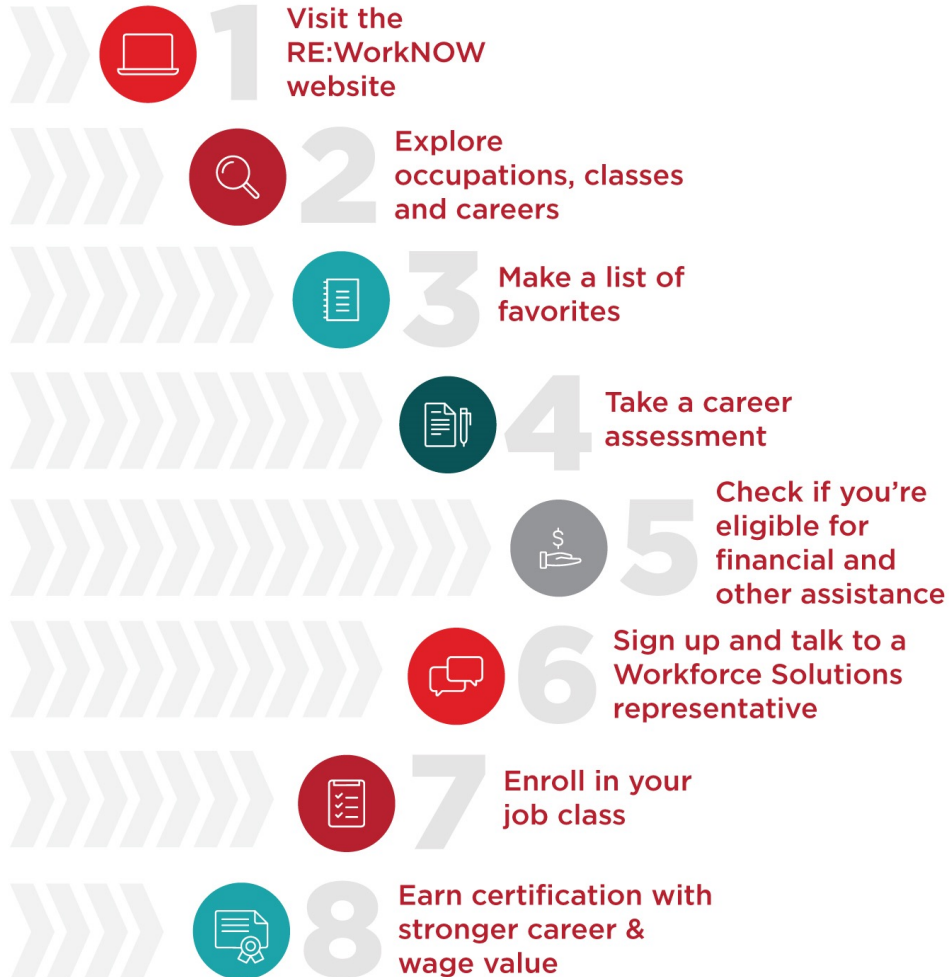 1
Visit the
RE:WorkNOW
website
2
Explore
occupations, classes
and careers
3
Make a list of
favorites
4
Take a career
assessment
$
5
Check if you’re
eligible for
financial and
other assistance
6
Sign up and talk to a
Workforce Solutions
representative
7
Enroll in your
job class
8
Earn certification with
stronger career &
wage value